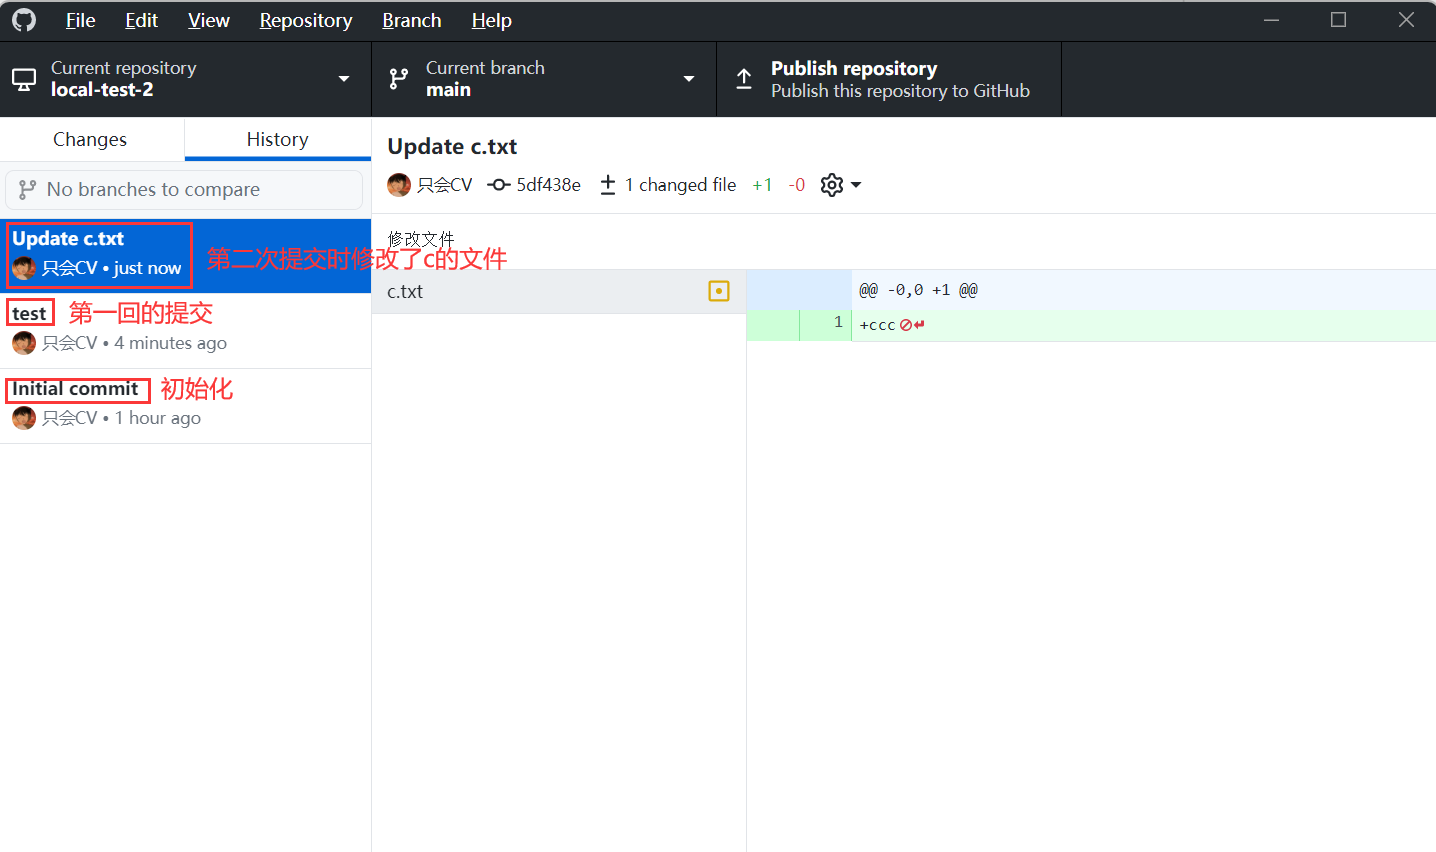 File Edit View Repository Branch Help
Current repository
local-test-2
Current branch
main
Publish repository
Publish this repository to GitHub
Changes
History
No branches to compare
Update c.txt
只会CV • just now
第二次提交时修改了c的文件
test
第一回的提交
只会CV • 4 minutes ago
Initial commit
初始化
只会CV • 1 hour ago
Update c.txt
只会CV 5df438e 1 changed file +1 -0
修改文件
c.txt
@@ -0,0 +1 @@
1 +ccc